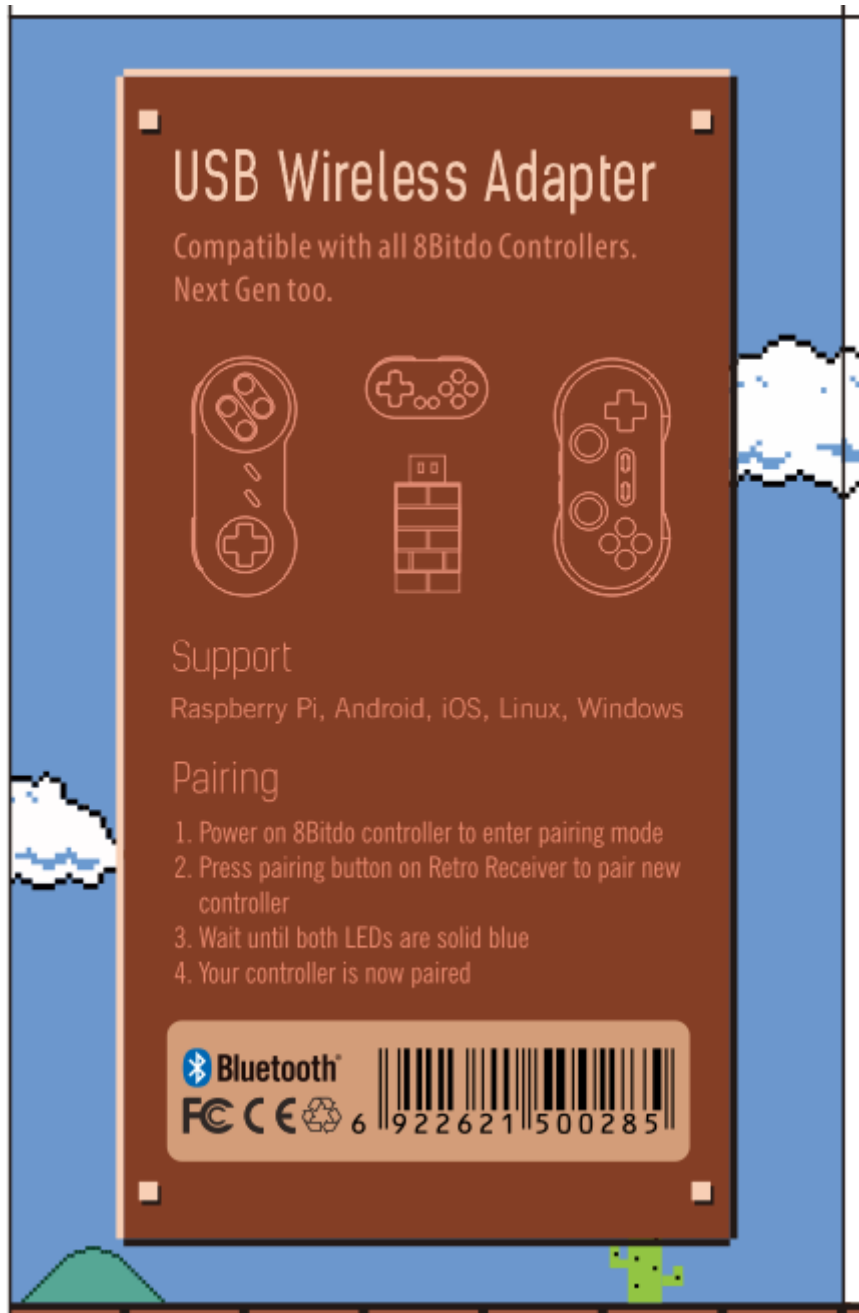 USB Wireless Adapter
Compatible with all 8Bitdo Controllers.
Next Gen too.
Support
Raspberry Pi, Android, iOS, Linux, Windows
Pairing
1. Power on 8Bitdo controller to enter pairing mode
2. Press pairing button on Retro Receiver to pair new
controller
3. Wait until both LEDs are solid blue
4. Your controller is now paired
Bluetooth®
FC CE
6 922621 500285